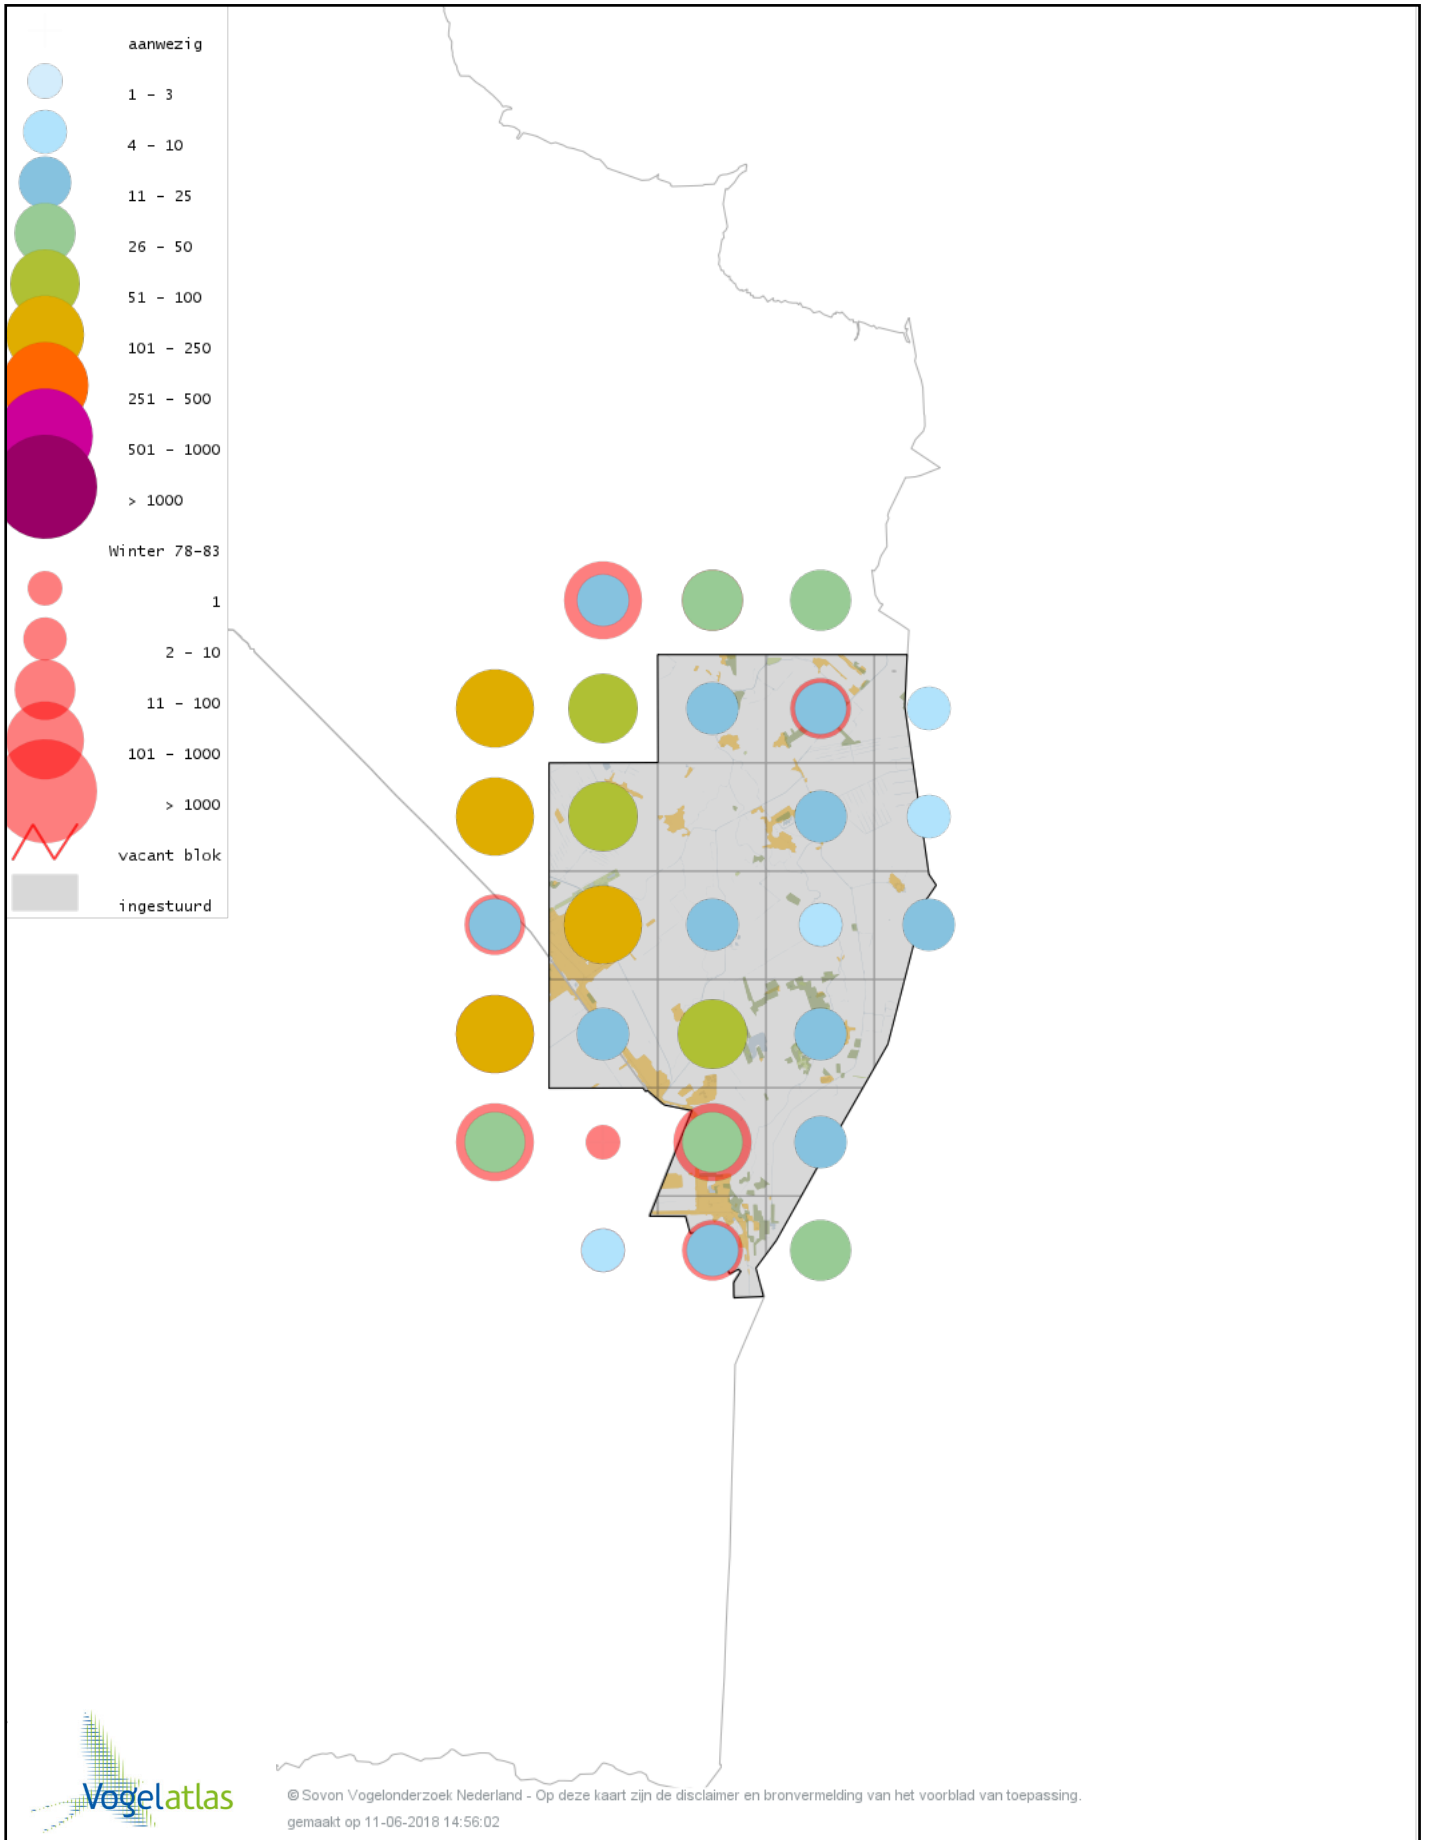 aanwezig
1 - 3
4 - 10
11 - 25
26 - 50
51 - 100
101 - 250
251 - 500
501 - 1000
> 1000
Winter 78-83
1
2 - 10
11 - 100
101 - 1000
> 1000
vacant blok
ingestuurd
Vogelatlas
© Sovon Vogelonderzoek Nederland - Op deze kaart zijn de disclaimer en bronvermelding van het voorblad van toepassing.
gemaakt op 11-06-2018 14:56:02